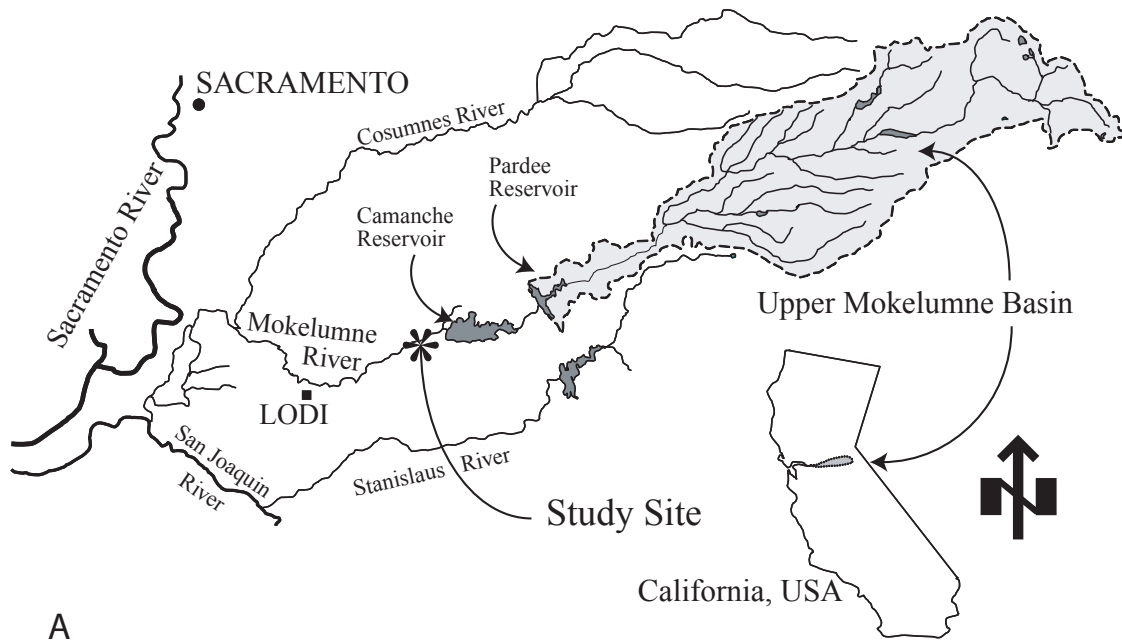 SACRAMENTO
Sacramento River
Cosumnes River
Pardee
Reservoir
Camanche
Reservoir
Upper Mokelumne Basin
Mokelumne
River
LODI
San Joaquin
River
Stanislaus River
Study Site
N
California, USA
A